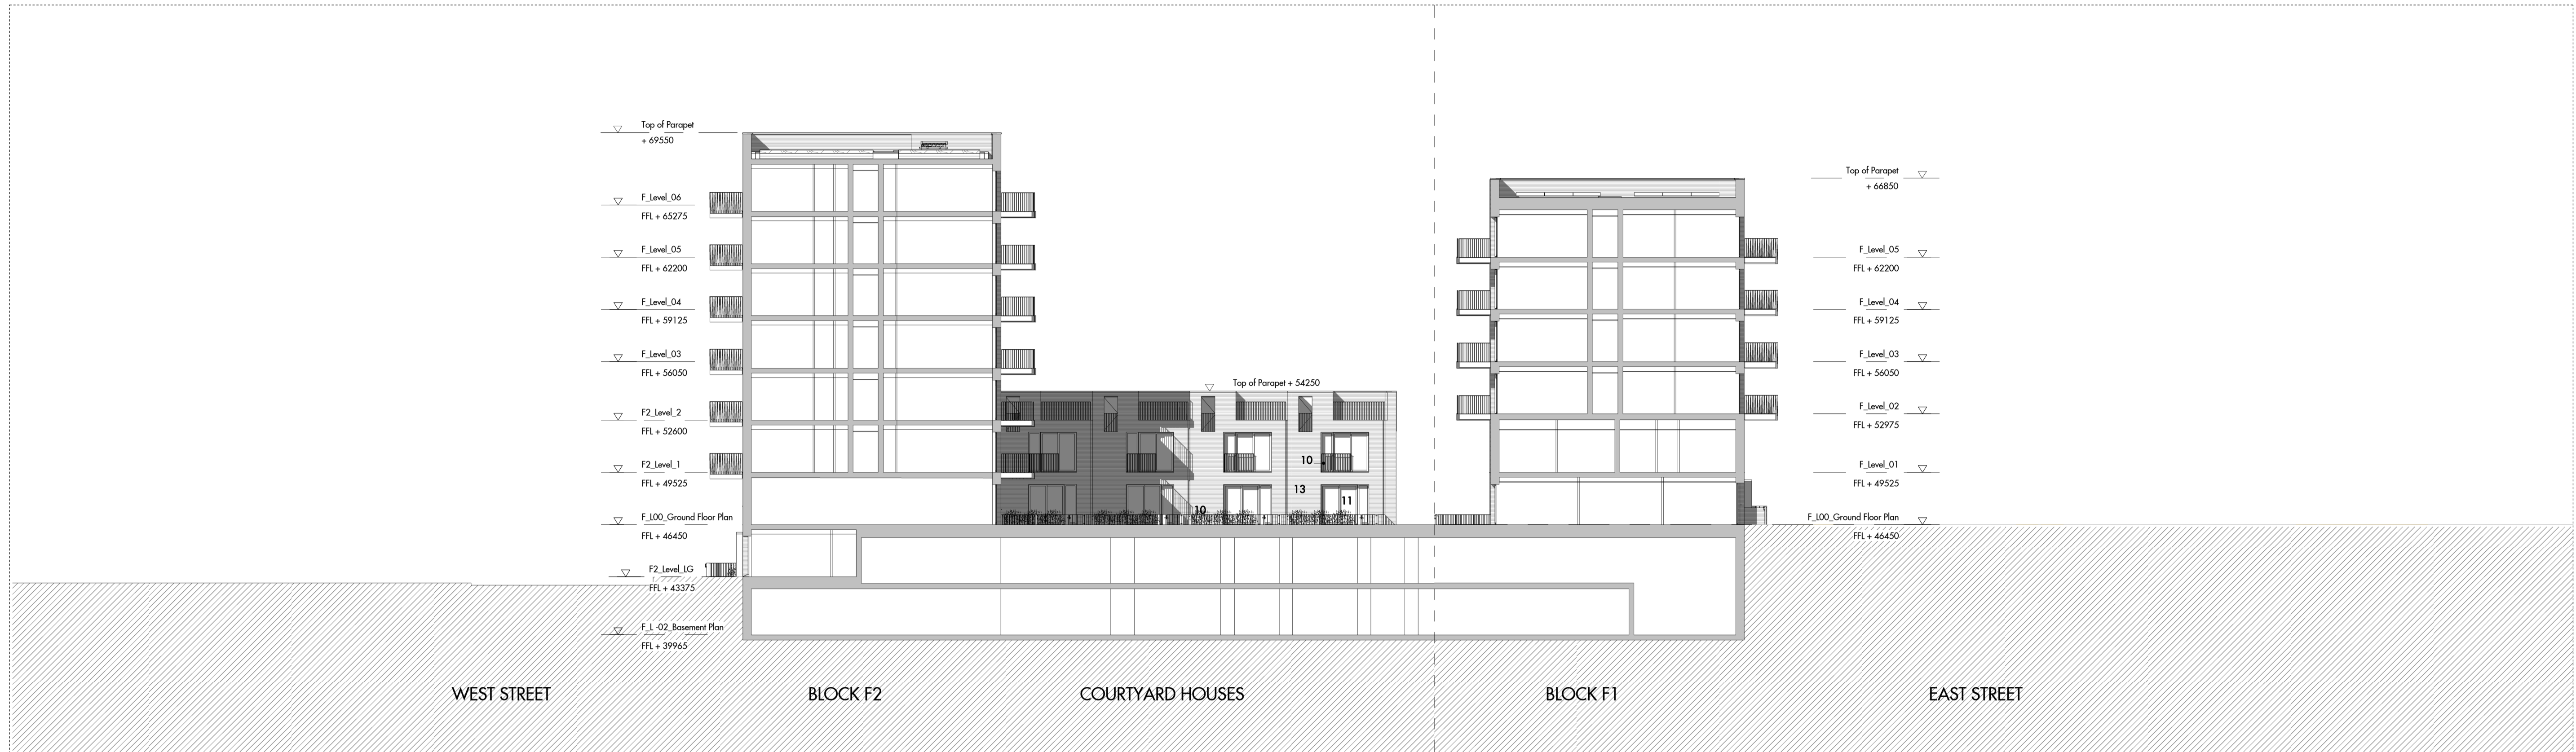 Top of Parapet
+ 69550
F_Level_06
FFL + 65275
F_Level_05
FFL + 62200
F_Level_04
FFL + 59125
F_Level_03
FFL + 56050
F2_Level_2
FFL + 52600
F2_Level_1
FFL + 49525
F_L00_Ground Floor Plan
FFL + 46450
F2_Level_LG
FFL + 43375
F_L -02_Basement Plan
FFL + 39965
Top of Parapet + 54250
10
13
11
10
Top of Parapet
+ 66850
F_Level_05
FFL + 62200
F_Level_04
FFL + 59125
F_Level_03
FFL + 56050
F_Level_02
FFL + 52975
F_Level_01
FFL + 49525
F_L00_Ground Floor Plan
FFL + 46450
WEST STREET
BLOCK F2
COURTYARD HOUSES
BLOCK F1
EAST STREET